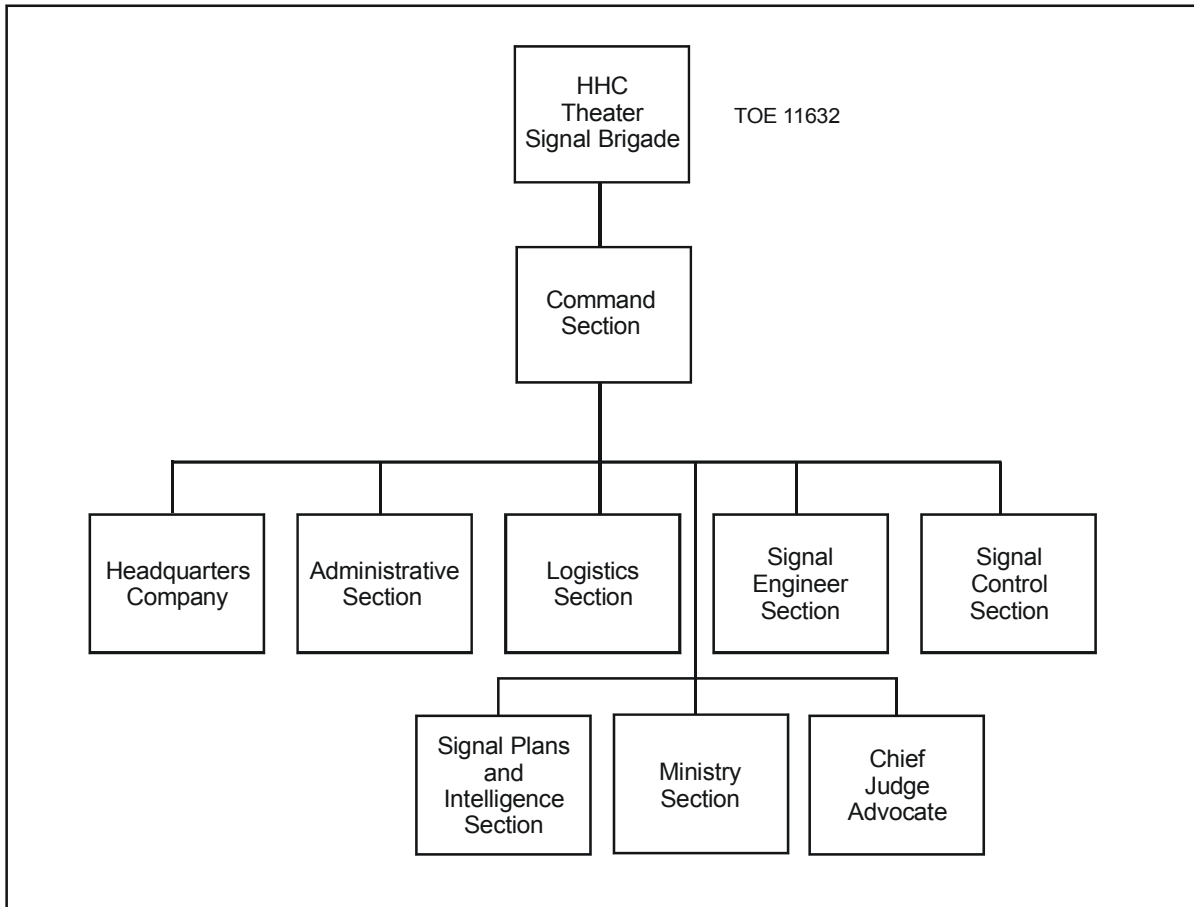 HHC
Theater
Signal Brigade
TOE 11632
Command
Section
Headquarters
Company
Administrative
Section
Logistics
Section
Signal
Engineer
Section
Signal
Control
Section
Signal Plans
and
Intelligence
Section
Ministry
Section
Chief
Judge
Advocate